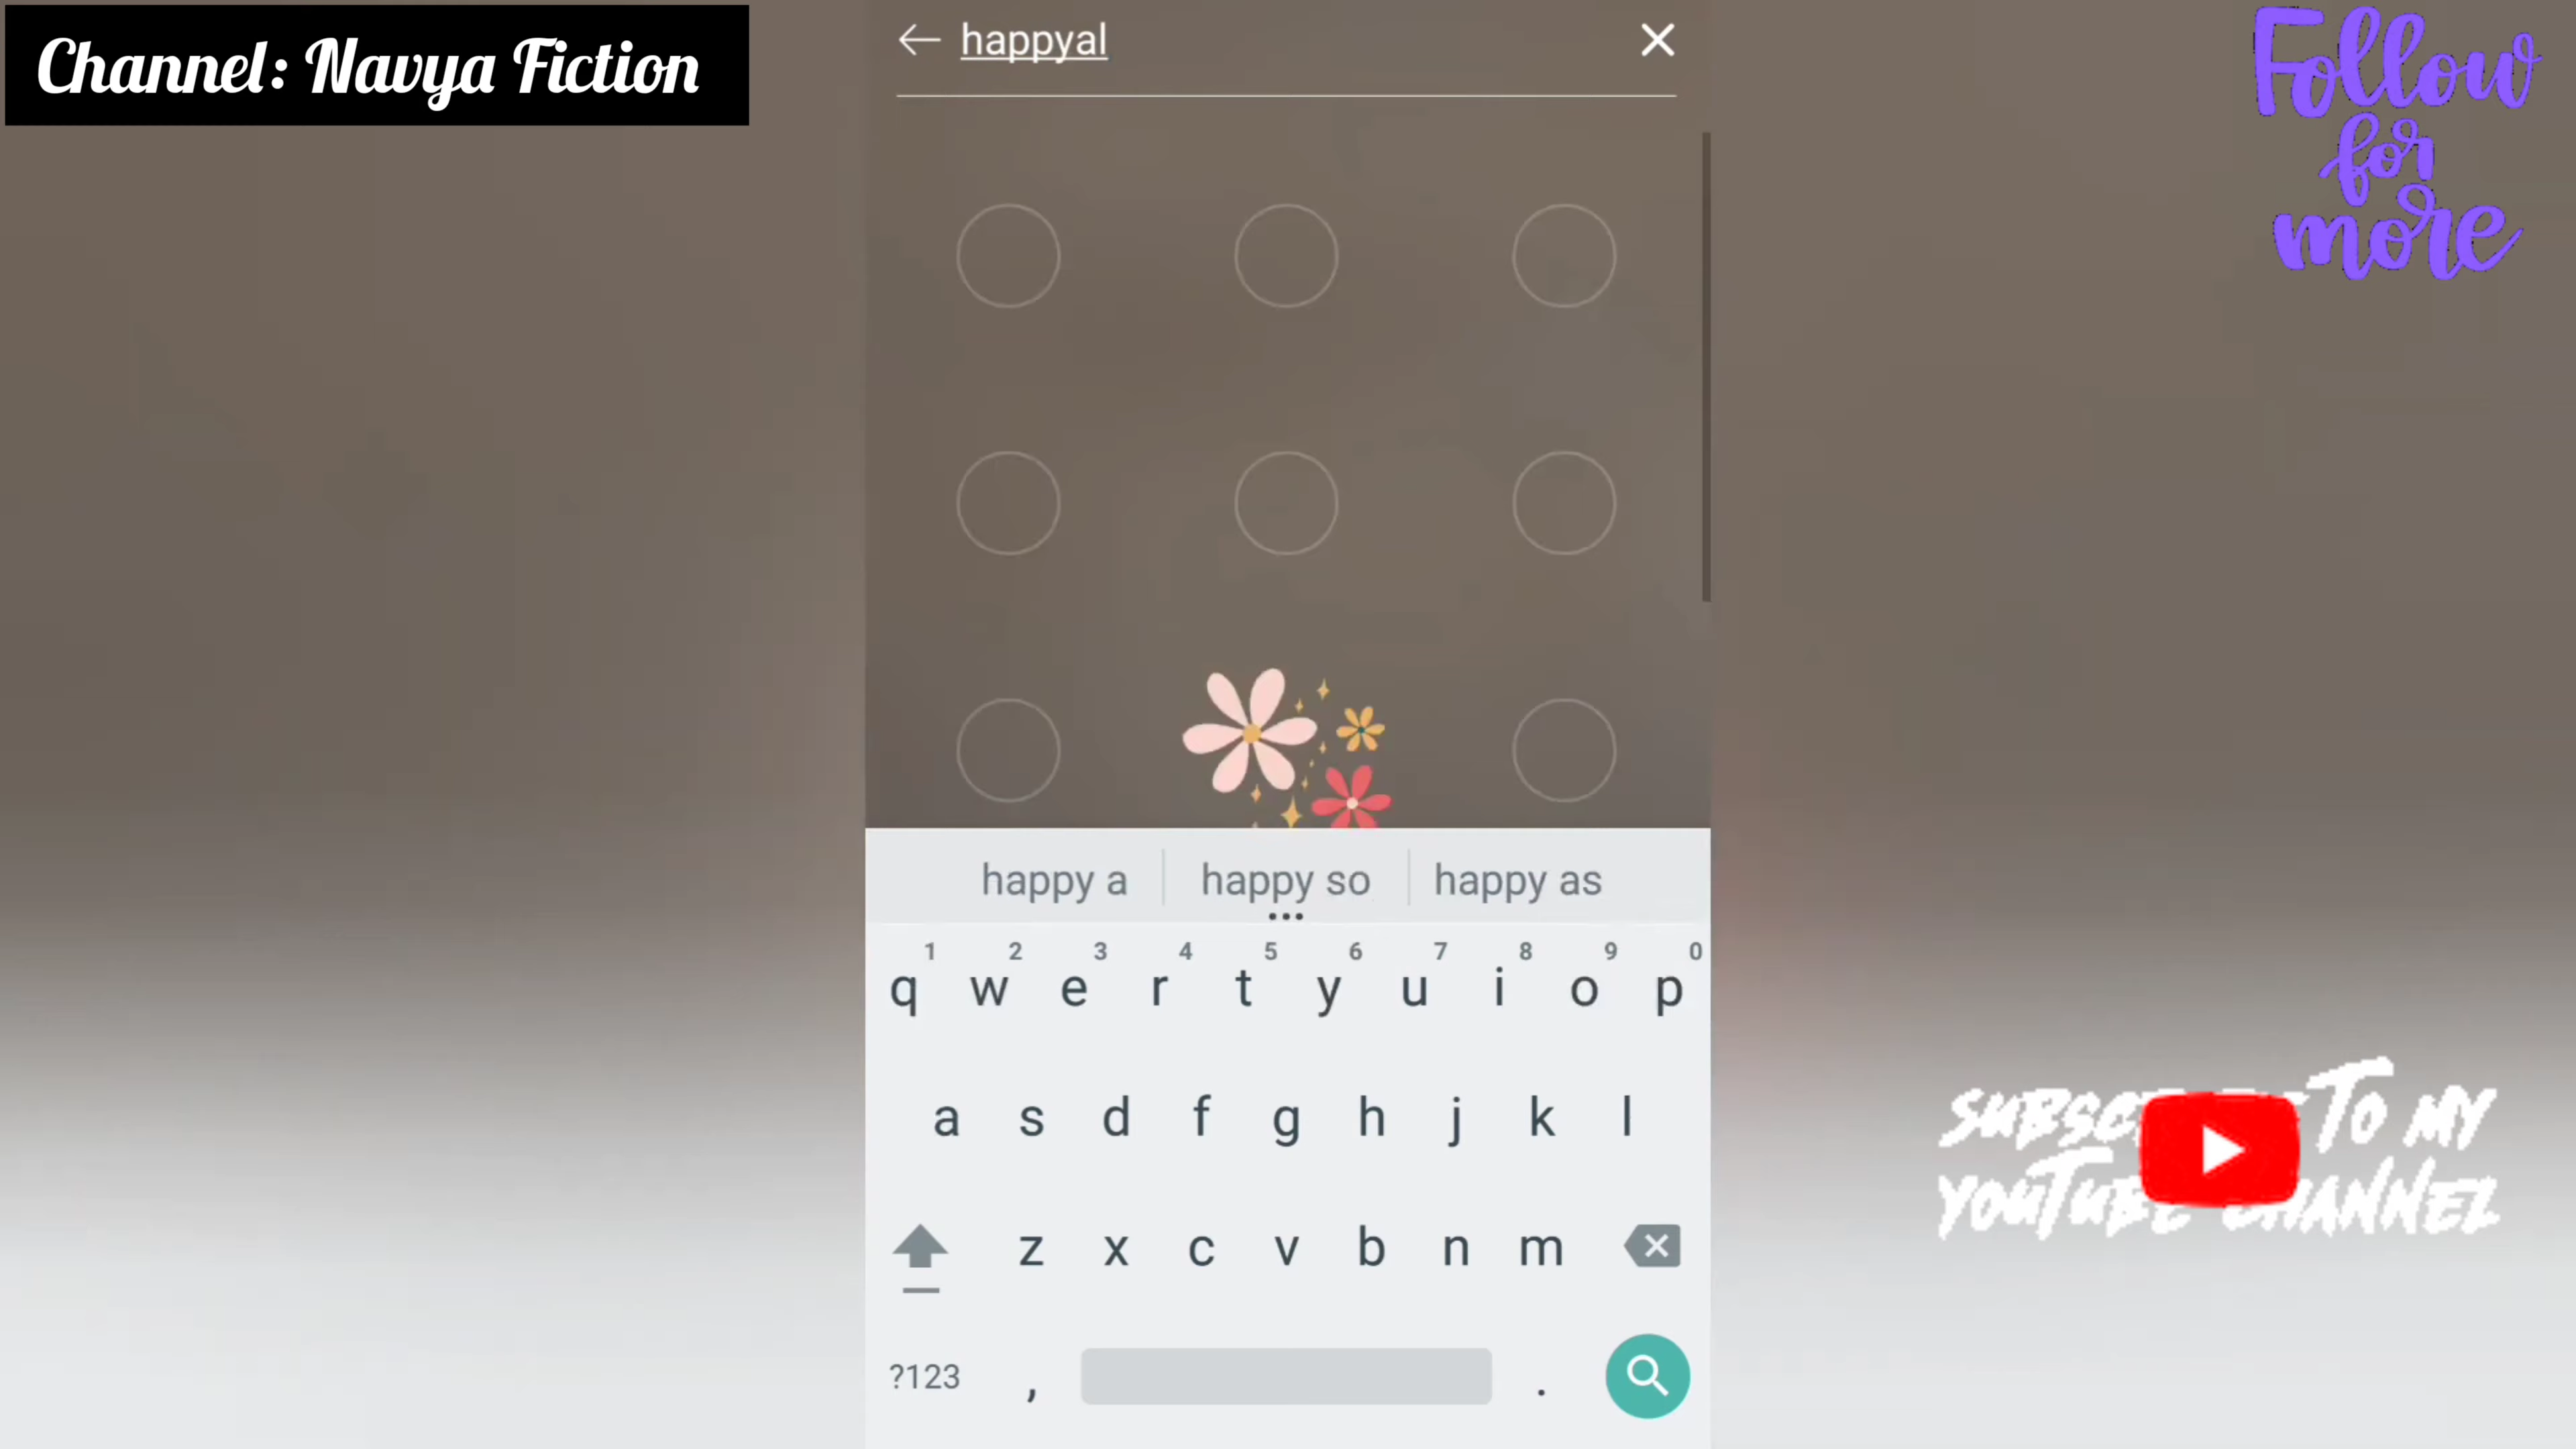 Channel: Navya Fiction
happyal
Follow
for
more
happy a
happy so
happy as
1 2 3 4 5 6 7 8 9 0
q w e r t y u i o p
a s d f g h j k l
z x c v b n m
?123 , .
TO MY
YOUTUBE CHANNEL